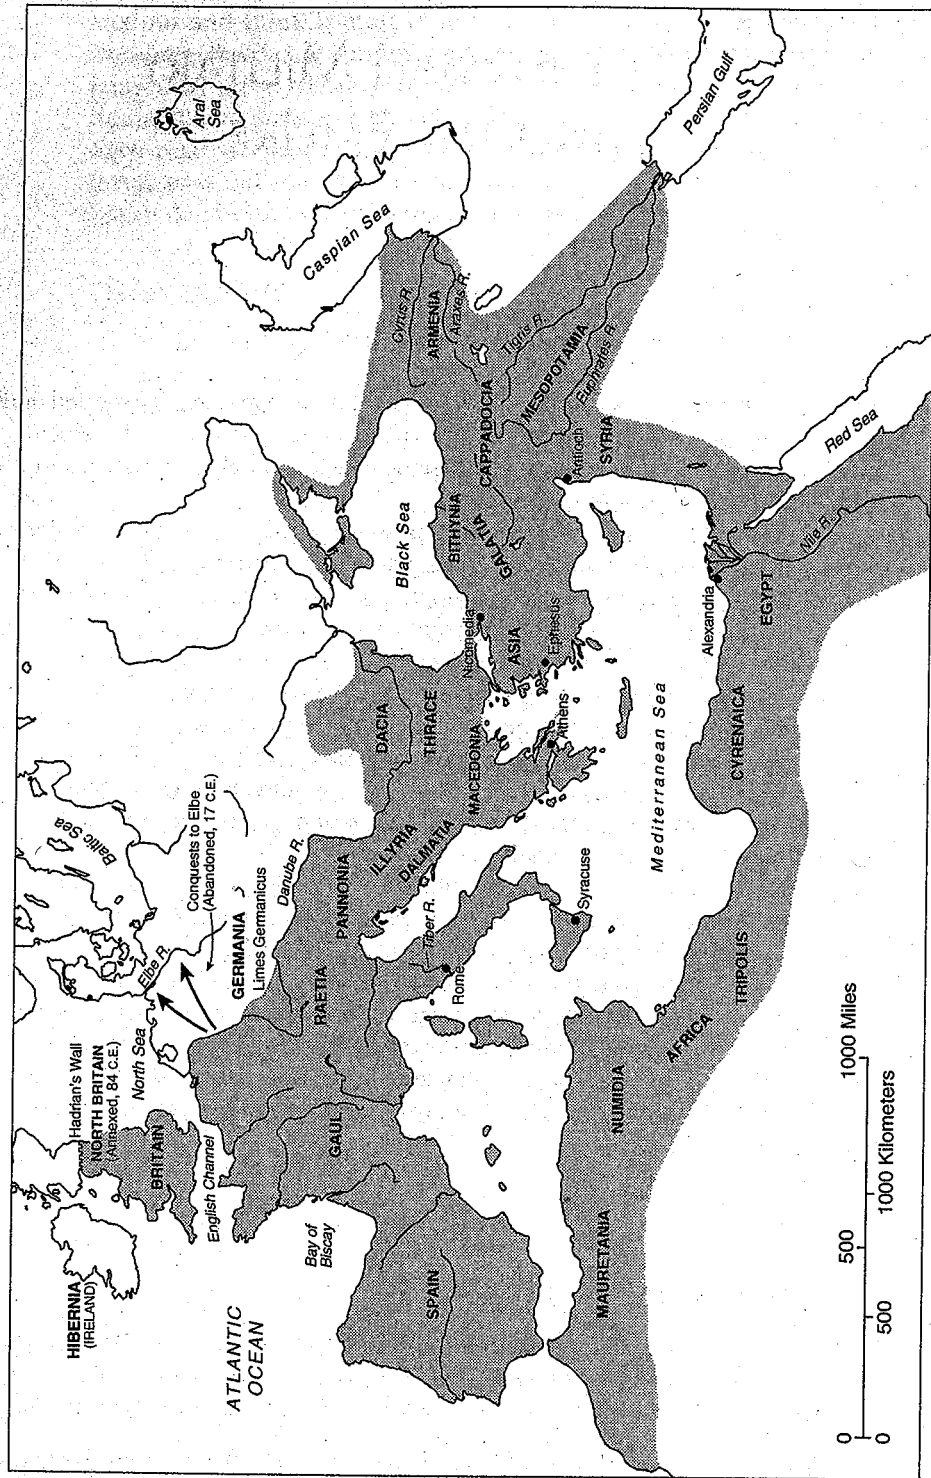 Aral
Sea
Caspian Sea
Persian Gulf
Cyrus R.
ARMENIA
Araxes R.
Tigris R.
MESOPOTAMIA
Euphrates R.
CAPPADOCIA
Antioch
SYRIA
Red Sea
Black Sea
BITHYNIA
GALATIA
Nicomedia
ASIA
Ephesus
Alexandria
EGYPT
Nile R.
DACIA
THRACE
MACEDONIA
Athens
Mediterranean Sea
CYRENAICA
Baltic Sea
Conquests to Elbe
(Abandoned, 17 C.E.)
Danube R.
ILLYRIA
DALMATIA
PANNONIA
Elbe R.
GERMANIA
Limes Germanicus
RAETIA
Tiber R.
Rome
Syracuse
TRIPOLIS
AFRICA
Hadrian's Wall
NORTH BRITAIN
(Annexed, 84 C.E.)
North Sea
BRITAIN
English Channel
GAUL
NUMIDIA
HIBERNIA
(IRELAND)
Bay of
Biscay
ATLANTIC
OCEAN
SPAIN
MAURETANIA
0 500 1000 Miles
0 500 1000 Kilometers